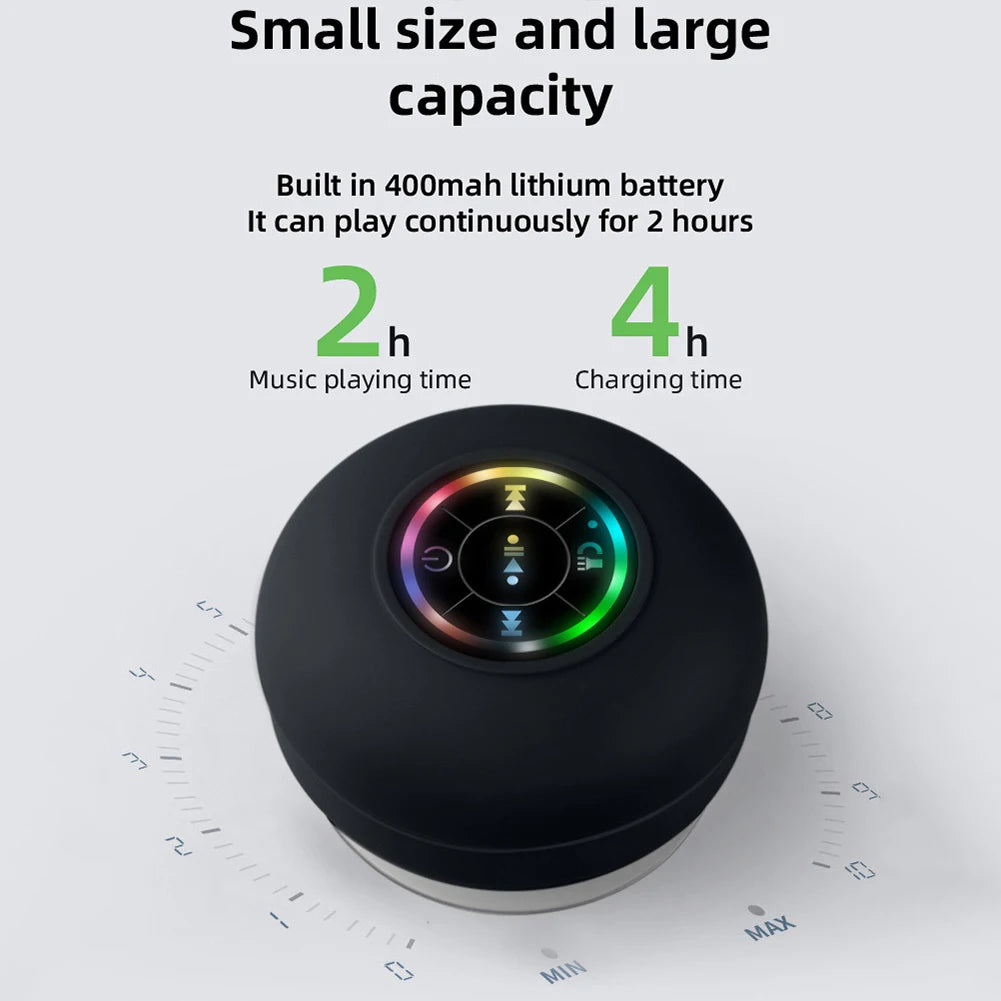 Small size and large
capacity
Built in 400mah lithium battery
It can play continuously for 2 hours
2h
4h
Music playing time
Charging time
MIN
MAX